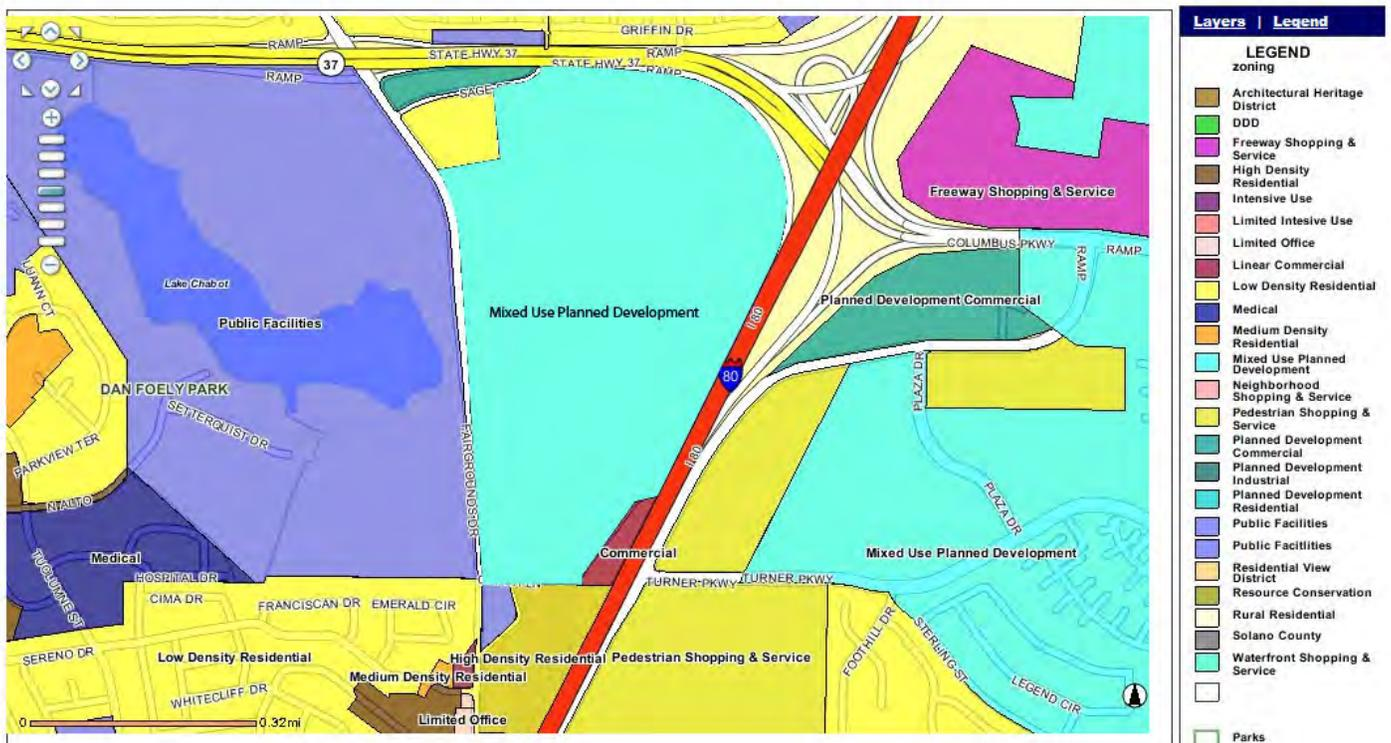 Layers | Legend
LEGEND
zoning
Architectural Heritage
District
DDD
Freeway Shopping &
Service
High Density
Residential
Intensive Use
Limited Intesive Use
Limited Office
Linear Commercial
Low Density Residential
Medical
Medium Density
Residential
Mixed Use Planned
Development
Neighborhood
Shopping & Service
Pedestrian Shopping &
Service
Planned Development
Commercial
Planned Development
Industrial
Planned Development
Residential
Public Facilities
Public Facitlities
Residential View
District
Resource Conservation
Rural Residential
Solano County
Waterfront Shopping &
Service
Parks
GRIFFIN DR
RAMP
STATE HWY 37
RAMP
37
STATE HWY 37
RAMP
RAMP
SAGE
Freeway Shopping & Service
COLUMBUS PKWY
RAMP
RAMP
LUANN CT
Lake Chabot
Public Facilities
Mixed Use Planned Development
Planned Development Commercial
I 80
80
DAN FOELY PARK
SETTERQUIST DR
PLAZA DR
PARKVIEW TER
FAIRGROUNDS DR
I 80
N ALTO
PLAZA DR
Medical
Commercial
Mixed Use Planned Development
TUOLUMNE ST
HOSPITAL DR
TURNER PKWY
TURNER PKWY
CIMA DR
FRANCISCAN DR
EMERALD CIR
FOOTHILL DR
STERLING ST
SERENO DR
Low Density Residential
High Density Residential
Pedestrian Shopping & Service
Medium Density Residential
WHITECLIFF DR
LEGEND CIR
Limited Office
0
0.32mi